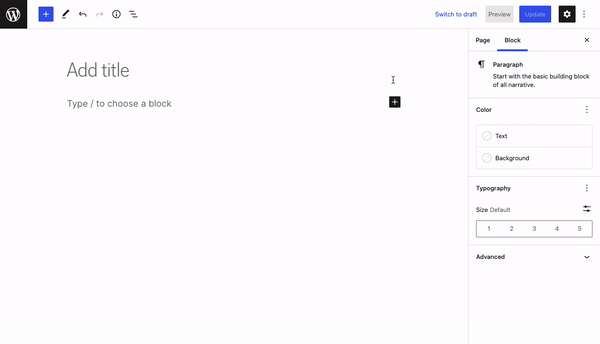 Switch to draft Preview Update
Page Block
Add title
Type / to choose a block
Paragraph
Start with the basic building block
of all narrative.
Color
Text
Background
Typography
Size Default
1 2 3 4 5
Advanced